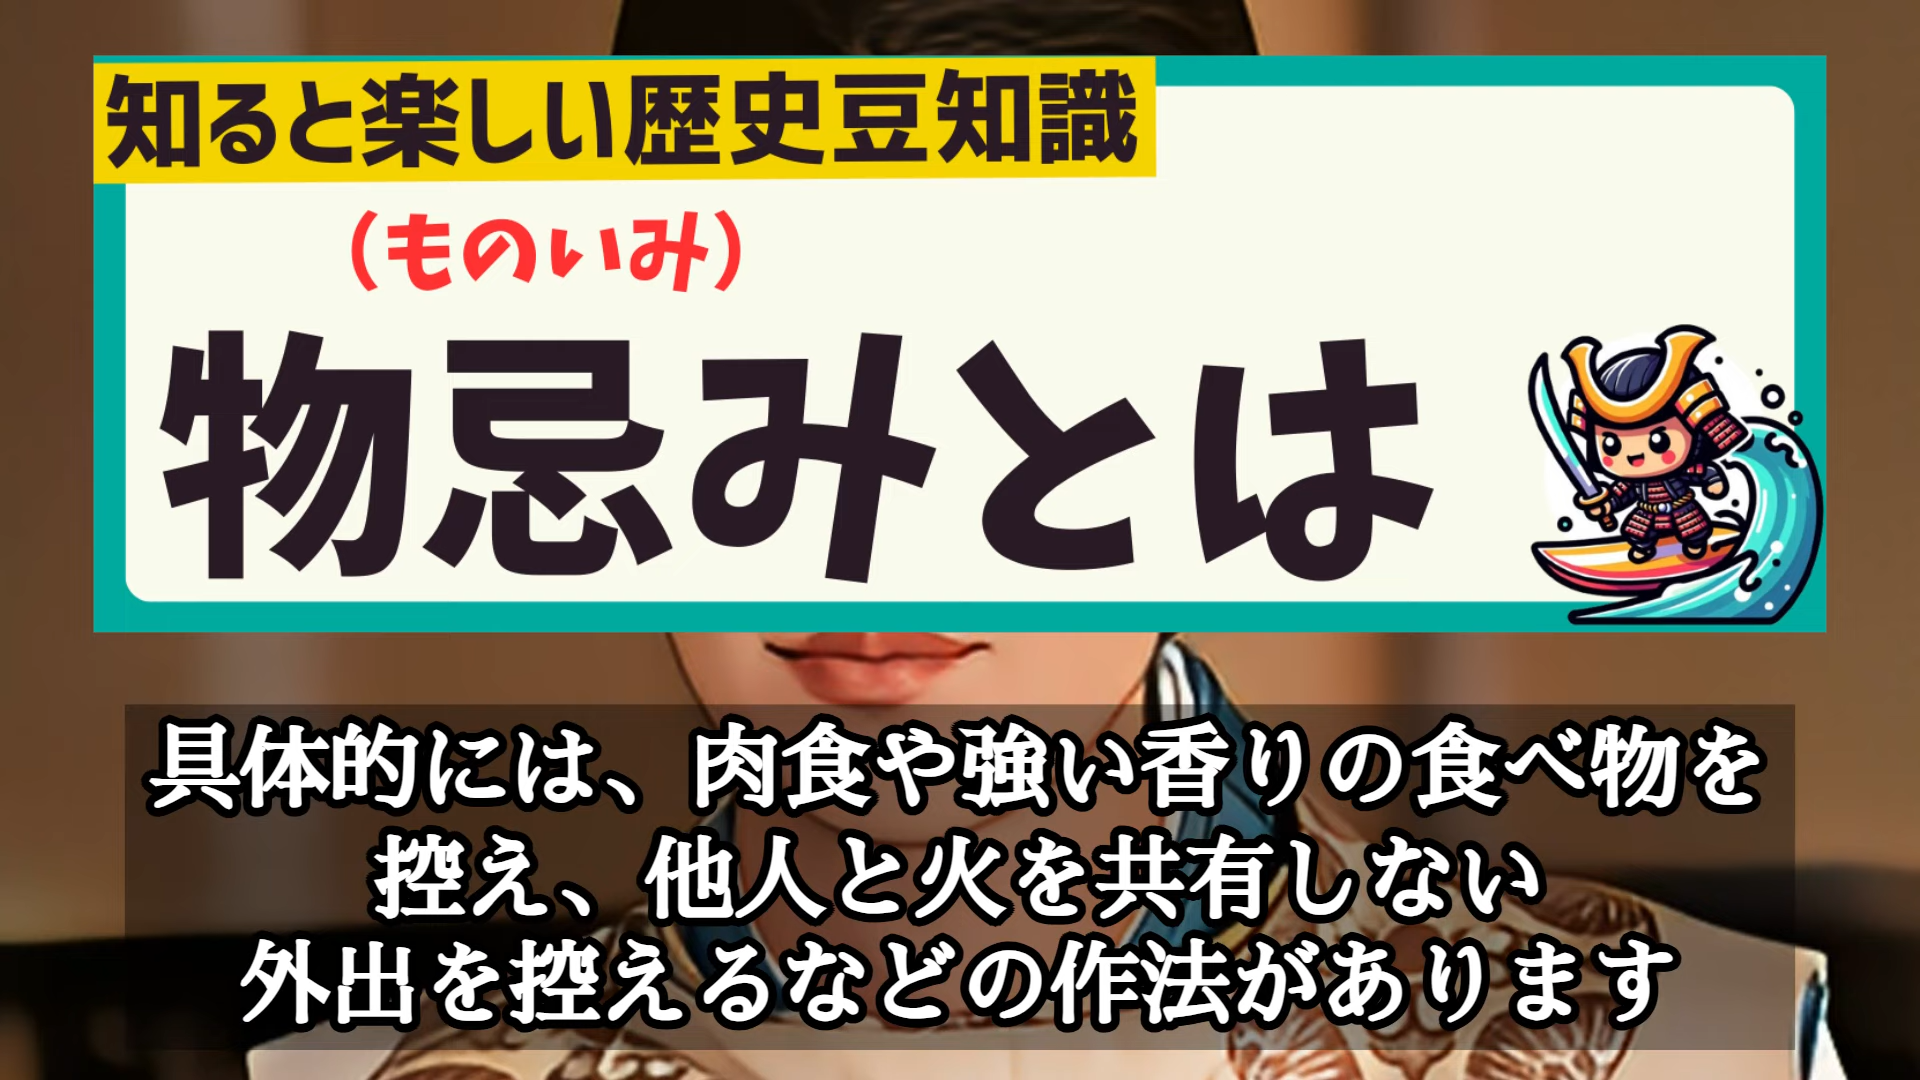 知ると楽しい歴史豆知識
（ものいみ）
物忌みとは
具体的には、肉食や強い香りの食べ物を
控え、他人と火を共有しない
外出を控えるなどの作法があります